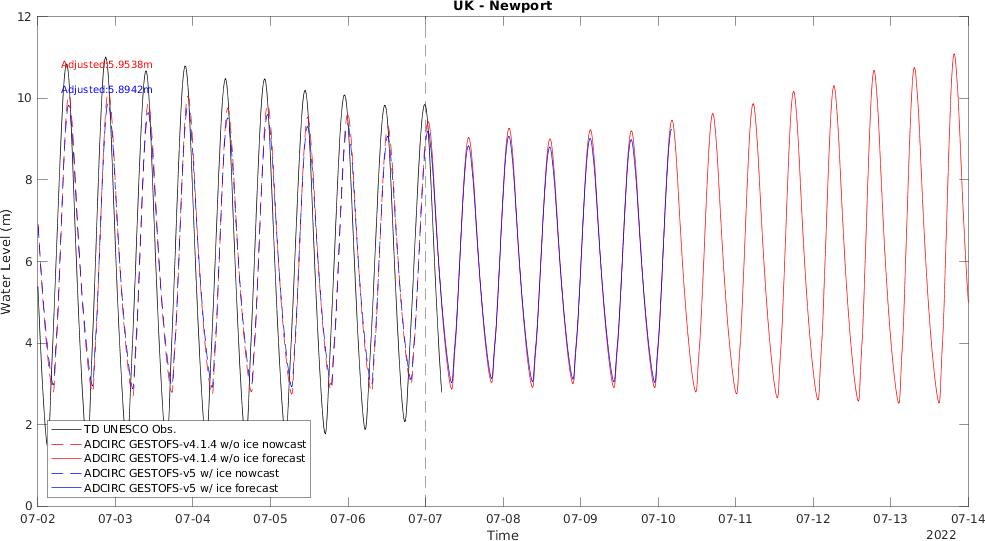 UK - Newport
12
10
8
6
4
2
0
Water Level (m)
Adjusted:5.9538m
Adjusted:5.8942m
TD UNESCO Obs.
ADCIRC GESTOFS-v4.1.4 w/o ice nowcast
ADCIRC GESTOFS-v4.1.4 w/o ice forecast
ADCIRC GESTOFS-v5 w/ ice nowcast
ADCIRC GESTOFS-v5 w/ ice forecast
07-02 07-03 07-04 07-05 07-06 07-07 07-08 07-09 07-10 07-11 07-12 07-13 07-14
Time
2022